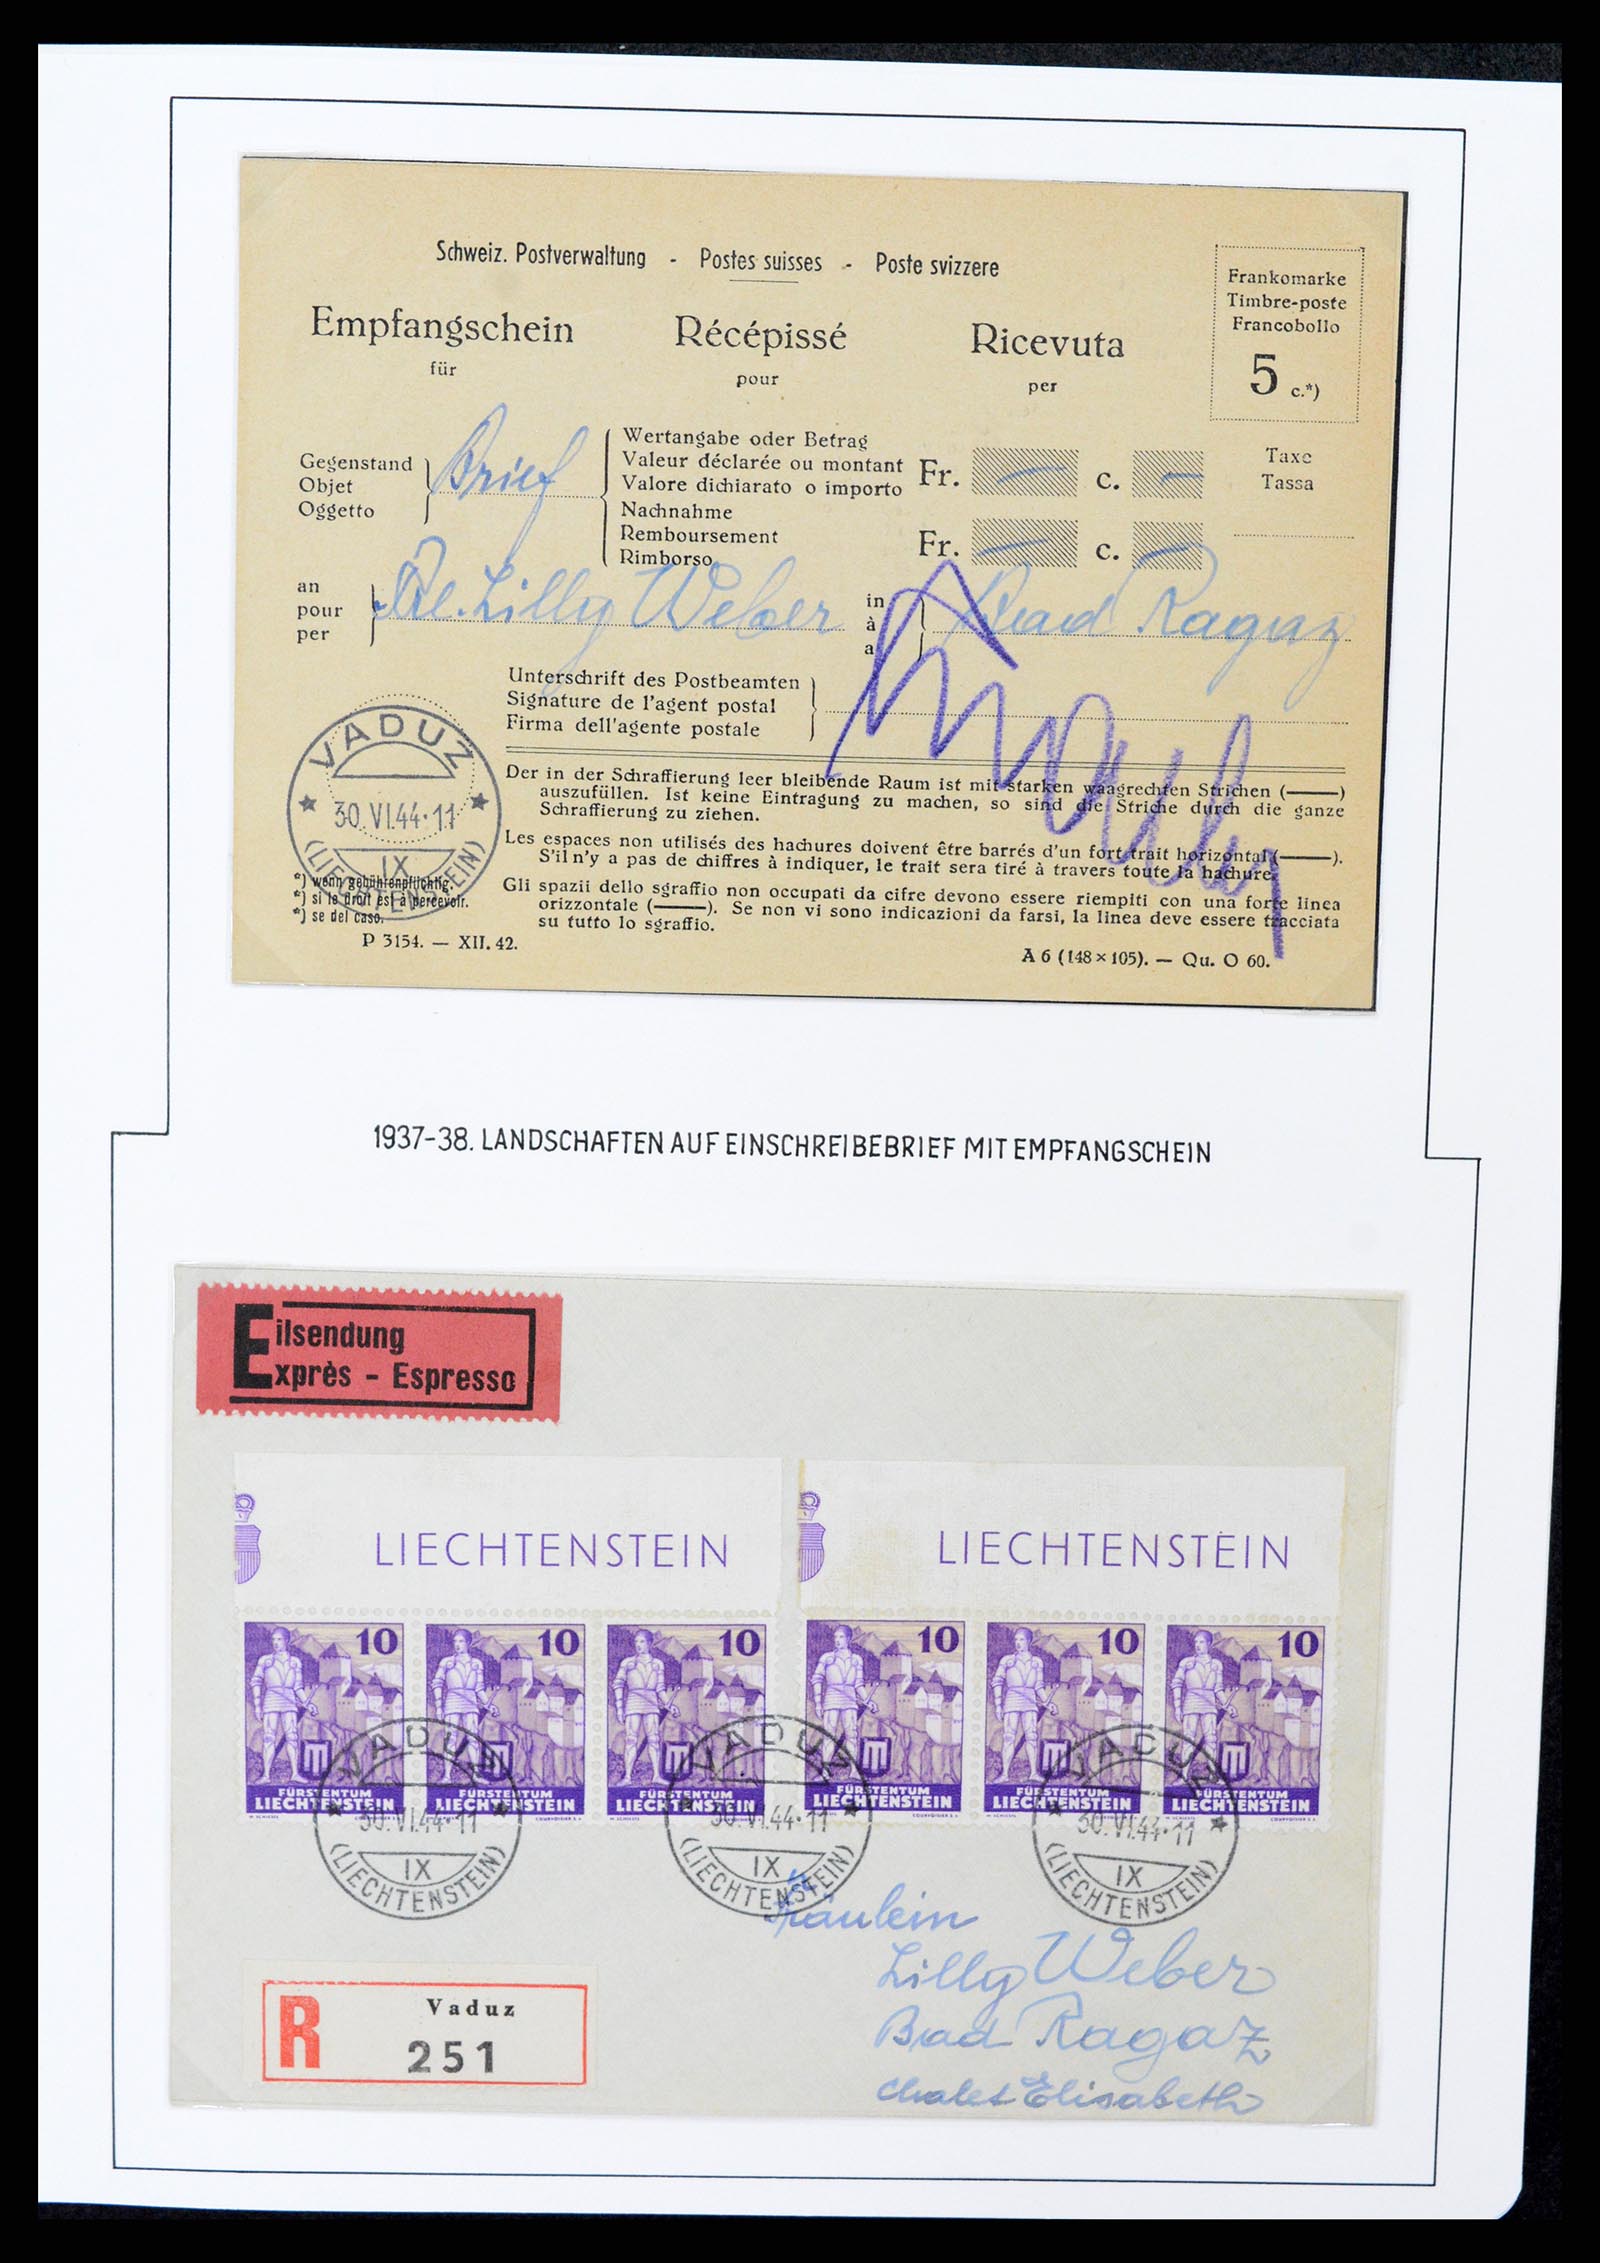 Schweiz. Postverwaltung - Postes suisses - Poste svizzere
Frankomarke
Timbre-poste
Francobollo
5 c.*)
Empfangschein Récépissé Ricevuta
für pour per
Gegenstand
Objet
Oggetto
Brief
Wertangabe oder Betrag
Valeur déclarée ou montant
Valore dichiarato o importo
Fr. c.
Taxe
Tassa
Nachnahme
Remboursement
Rimborso
Fr. c.
an
pour
per
Lilly Weber
in
à
a
Bad Ragaz
Unterschrift des Postbeamten
Signature de l'agent postal
Firma dell'agente postale
VADUZ
30.VI.44·11
IX
(LIECHTENSTEIN)
Der in der Schraffierung leer bleibende Raum ist mit starken waagrechten Strichen (——)
auszufüllen. Ist keine Eintragung zu machen, so sind die Striche durch die ganze
Schraffierung zu ziehen.
Les espaces non utilisés des hachures doivent être barrés d'un fort trait horizontal (——).
S'il n'y a pas de chiffres à indiquer, le trait sera tiré à travers toute la hachure.
Gli spazii dello sgraffio non occupati da cifre devono essere riempiti con una forte linea
orizzontale (——). Se non vi sono indicazioni da farsi, la linea deve essere tracciata
su tutto lo sgraffio.
*) wenn gebührenpflichtig.
*) si le droit est à percevoir.
*) se del caso.
P 3154. — XII. 42.
A 6 (148 × 105). — Qu. O 60.
1937-38. LANDSCHAFTEN AUF EINSCHREIBEBRIEF MIT EMPFANGSCHEIN
Eilsendung
Exprès - Espresso
LIECHTENSTEIN LIECHTENSTEIN
10 10 10 10 10 10
FÜRSTENTUM FÜRSTENTUM FÜRSTENTUM FÜRSTENTUM FÜRSTENTUM FÜRSTENTUM
LIECHTENSTEIN LIECHTENSTEIN LIECHTENSTEIN LIECHTENSTEIN LIECHTENSTEIN LIECHTENSTEIN
VADUZ VADUZ VADUZ
30.VI.44·11 30.VI.44·11 30.VI.44·11
IX IX IX
(LIECHTENSTEIN) (LIECHTENSTEIN) (LIECHTENSTEIN)
Fräulein
Lilly Weber
Bad Ragaz
Chalet Elisabeth
R
Vaduz
251